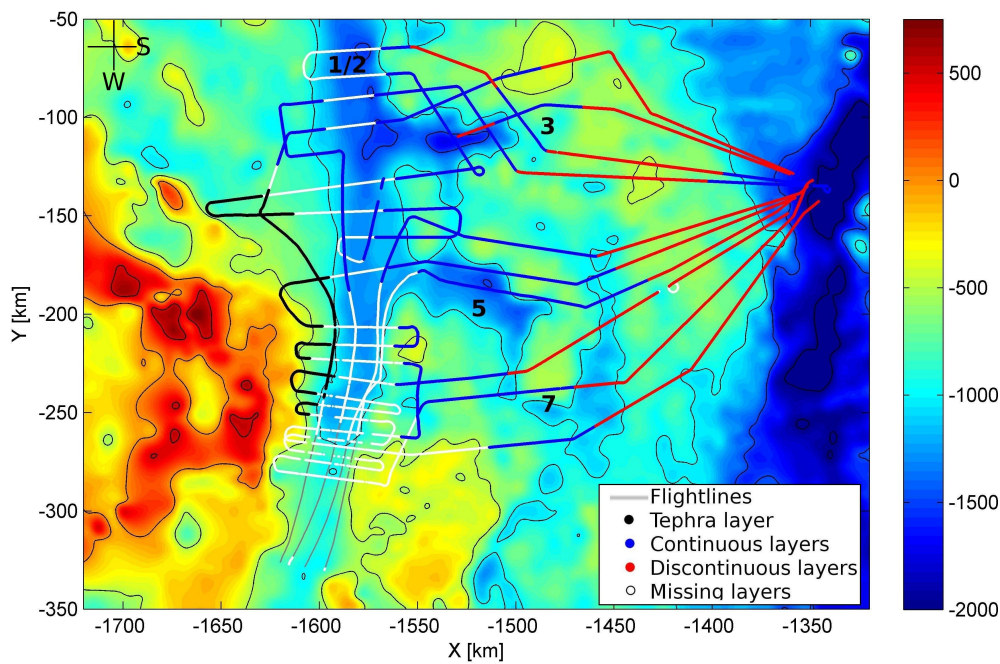 -50
S
W
1/2
500
-100
3
0
-150
Y [km]
-200
5
-500
-250
7
-1000
-300
Flightlines
Tephra layer
Continuous layers
-1500
Discontinuous layers
Missing layers
-350
-2000
-1700 -1650 -1600 -1550 -1500 -1450 -1400 -1350
X [km]